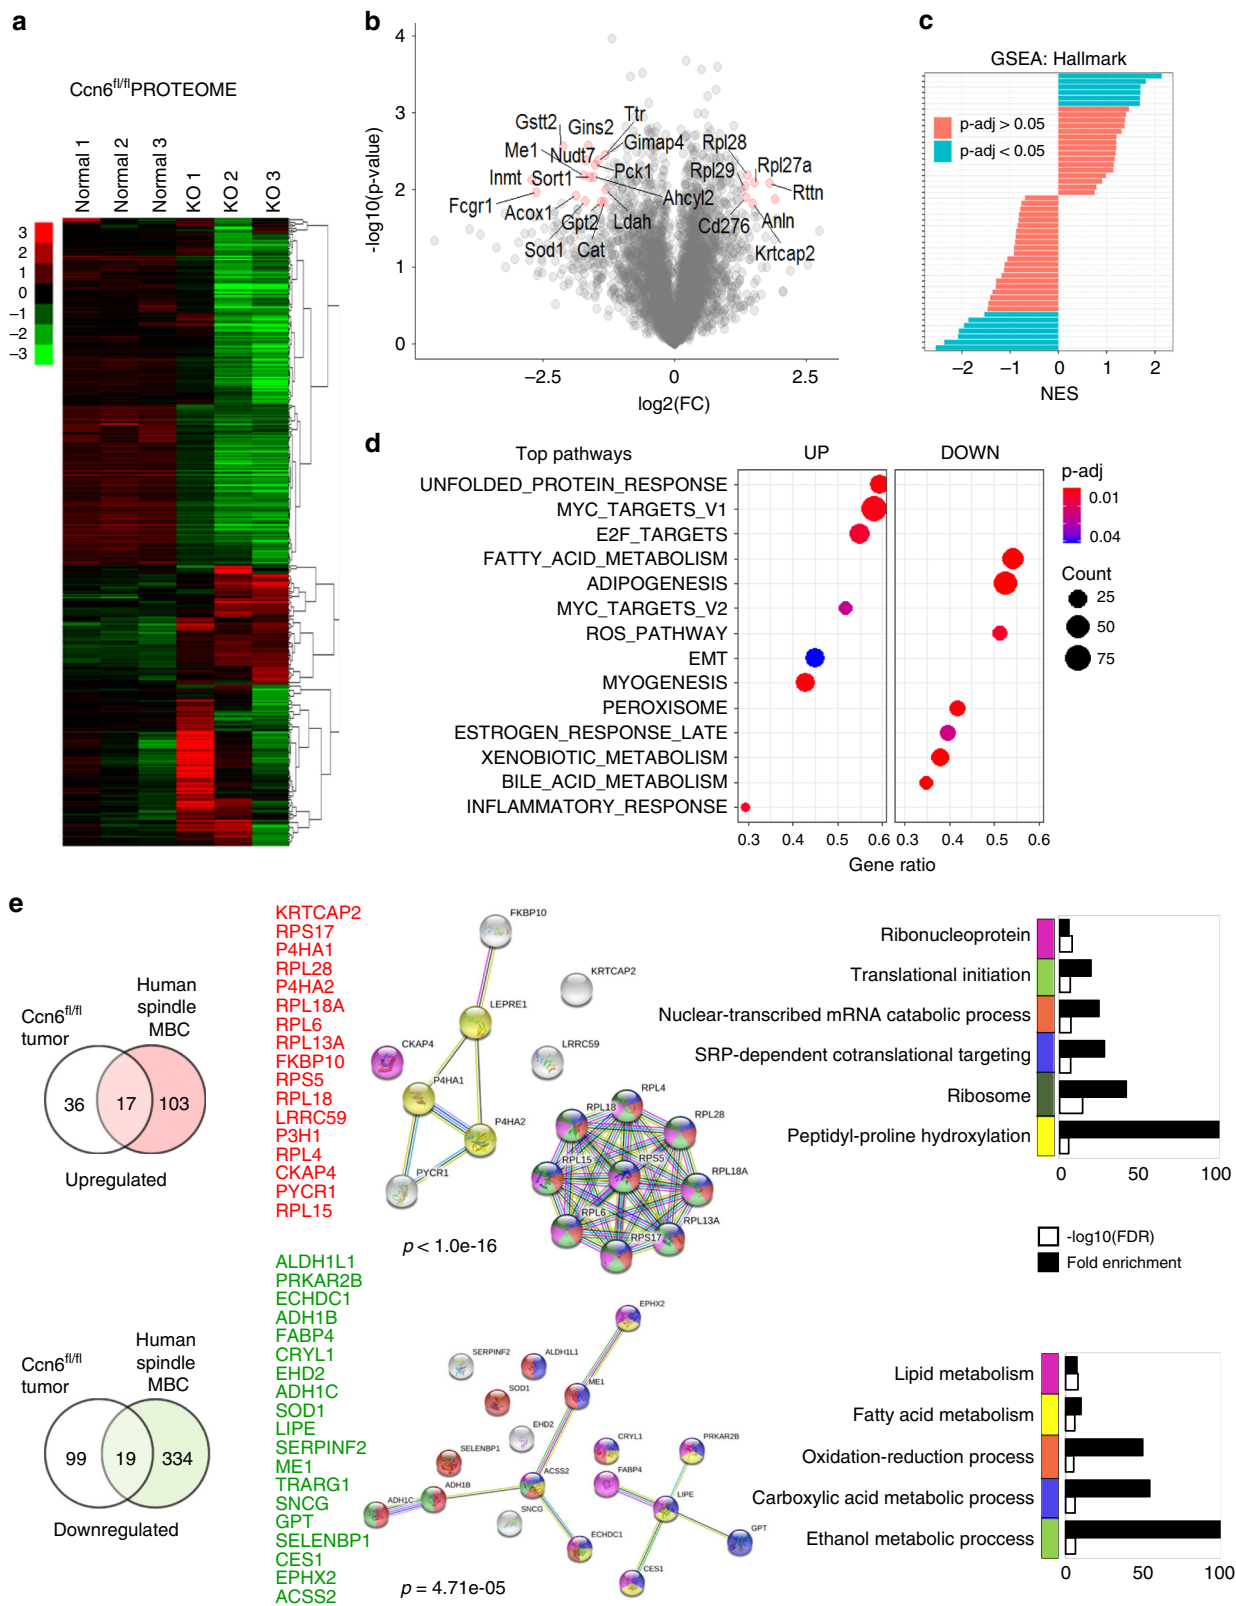 a
Ccn6fl/flPROTEOME
Normal 1
Normal 2
Normal 3
KO 1
KO 2
KO 3
3
2
1
0
−1
−2
−3
b
4
3
2
1
0
-log10(p-value)
−2.5
0
2.5
log2(FC)
Gstt2
Gins2
Ttr
Me1
Nudt7
Gimap4
Inmt
Sort1
Pck1
Fcgr1
Acox1
Ahcyl2
Gpt2
Ldah
Sod1
Cat
Rpl28
Rpl29
Rpl27a
Rttn
Cd276
Anln
Krtcap2
c
GSEA: Hallmark
p-adj > 0.05
p-adj < 0.05
−2
−1
0
1
2
NES
d
Top pathways
UP
DOWN
UNFOLDED_PROTEIN_RESPONSE
MYC_TARGETS_V1
E2F_TARGETS
FATTY_ACID_METABOLISM
ADIPOGENESIS
MYC_TARGETS_V2
ROS_PATHWAY
EMT
MYOGENESIS
PEROXISOME
ESTROGEN_RESPONSE_LATE
XENOBIOTIC_METABOLISM
BILE_ACID_METABOLISM
INFLAMMATORY_RESPONSE
0.3 0.4 0.5 0.6
0.3 0.4 0.5 0.6
Gene ratio
p-adj
0.01
0.04
Count
25
50
75
e
Ccn6fl/fl
tumor
Human
spindle
MBC
36
17
103
Upregulated
KRTCAP2
RPS17
P4HA1
RPL28
P4HA2
RPL18A
RPL6
RPL13A
FKBP10
RPS5
RPL18
LRRC59
P3H1
RPL4
CKAP4
PYCR1
RPL15
FKBP10
KRTCAP2
LEPRE1
CKAP4
LRRC59
P4HA1
P4HA2
PYCR1
RPL4
RPL18
RPL28
RPL15
RPS5
RPL18A
RPL6
RPL13A
RPS17
p < 1.0e-16
Ribonucleoprotein
Translational initiation
Nuclear-transcribed mRNA catabolic process
SRP-dependent cotranslational targeting
Ribosome
Peptidyl-proline hydroxylation
0
50
100
-log10(FDR)
Fold enrichment
Ccn6fl/fl
tumor
Human
spindle
MBC
99
19
334
Downregulated
ALDH1L1
PRKAR2B
ECHDC1
ADH1B
FABP4
CRYL1
EHD2
ADH1C
SOD1
LIPE
SERPINF2
ME1
TRARG1
SNCG
GPT
SELENBP1
CES1
EPHX2
ACSS2
EPHX2
SERPINF2
ALDH1L1
ME1
SOD1
EHD2
CRYL1
PRKAR2B
SELENBP1
ACSS2
FABP4
ADH1B
LIPE
ADH1C
SNCG
ECHDC1
GPT
CES1
p = 4.71e-05
Lipid metabolism
Fatty acid metabolism
Oxidation-reduction process
Carboxylic acid metabolic process
Ethanol metabolic proccess
0
50
100